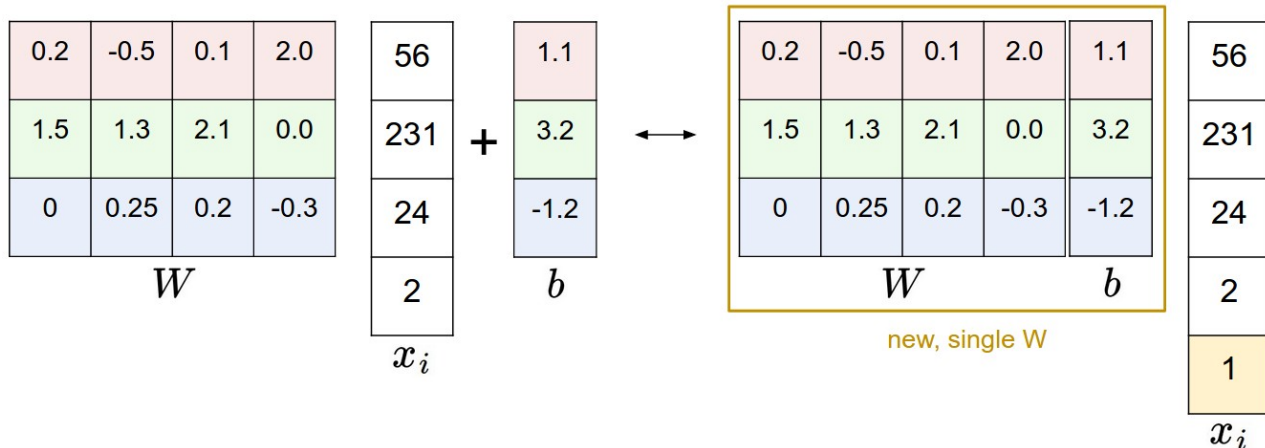 0.2 -0.5 0.1 2.0 56 1.1 0.2 -0.5 0.1 2.0 1.1 56
1.5 1.3 2.1 0.0 231 + 3.2 ↔ 1.5 1.3 2.1 0.0 3.2 231
0 0.25 0.2 -0.3 24 -1.2 0 0.25 0.2 -0.3 -1.2 24
W 2 b W b 2
new, single W
x_i 1
x_i